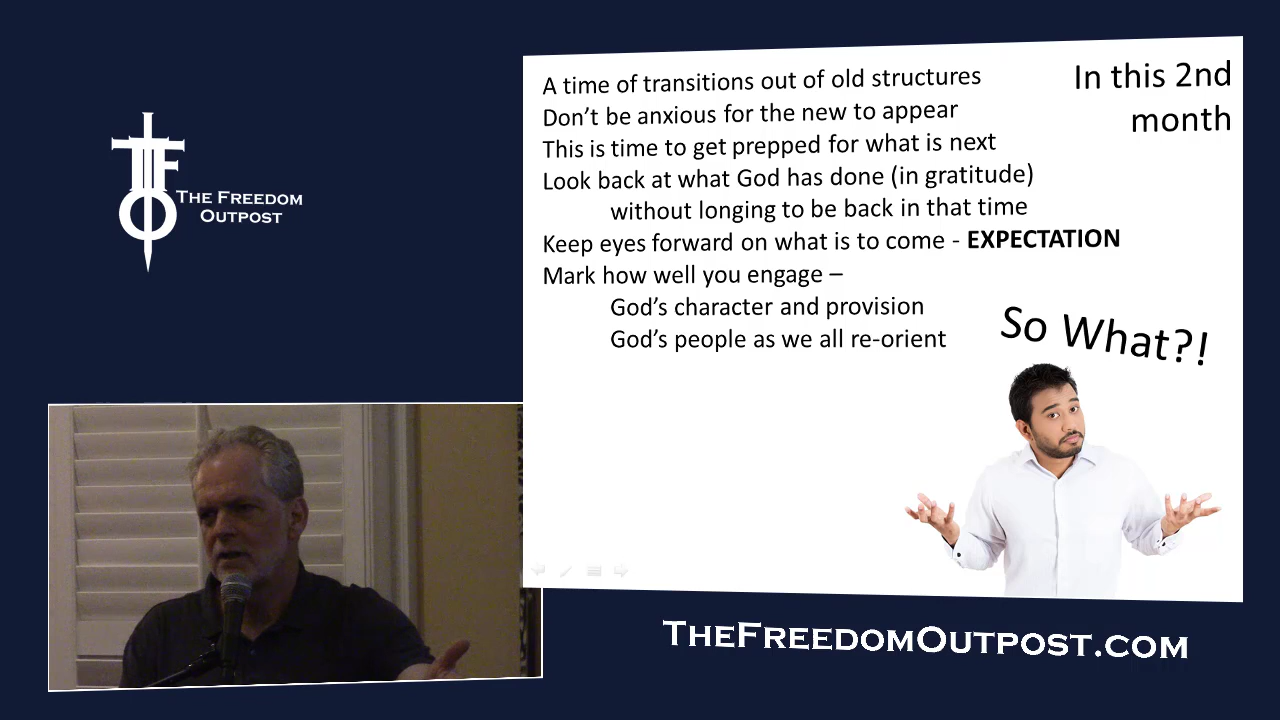 The Freedom
Outpost
A time of transitions out of old structures
Don't be anxious for the new to appear
This is time to get prepped for what is next
Look back at what God has done (in gratitude)
without longing to be back in that time
Keep eyes forward on what is to come - EXPECTATION
Mark how well you engage –
God's character and provision
God's people as we all re-orient
In this 2nd
month
So What?!
TheFreedomOutpost.com